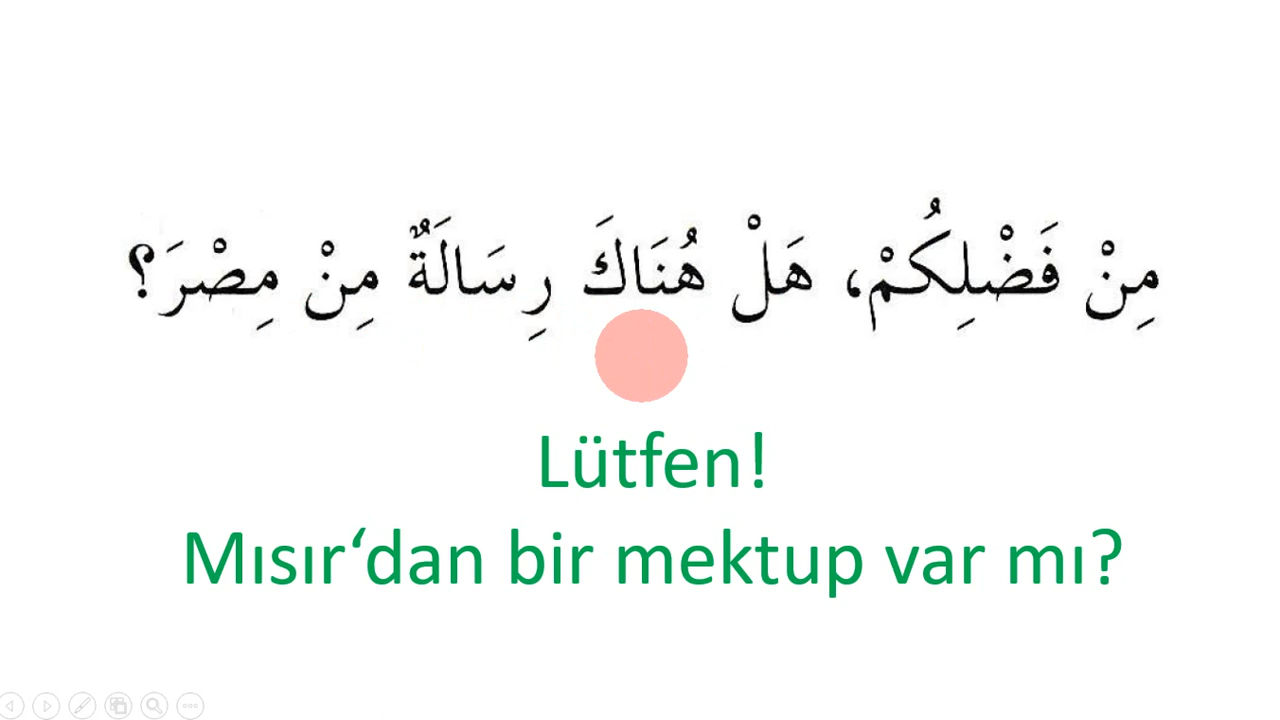 مِنْ فَضْلِكُمْ، هَلْ هُنَاكَ رِسَالَةٌ مِنْ مِصْرَ؟
Lütfen!
Mısır‘dan bir mektup var mı?